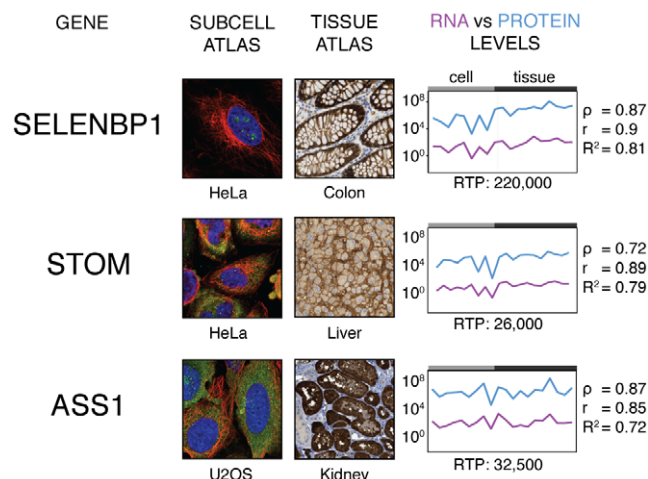 GENE SUBCELL ATLAS TISSUE ATLAS RNA vs PROTEIN LEVELS
cell tissue
SELENBP1
10^8
10^4
10^0
ρ = 0.87
r = 0.9
R² = 0.81
HeLa Colon RTP: 220,000
STOM
10^8
10^4
10^0
ρ = 0.72
r = 0.89
R² = 0.79
HeLa Liver RTP: 26,000
ASS1
10^8
10^4
10^0
ρ = 0.87
r = 0.85
R² = 0.72
U2OS Kidney RTP: 32,500